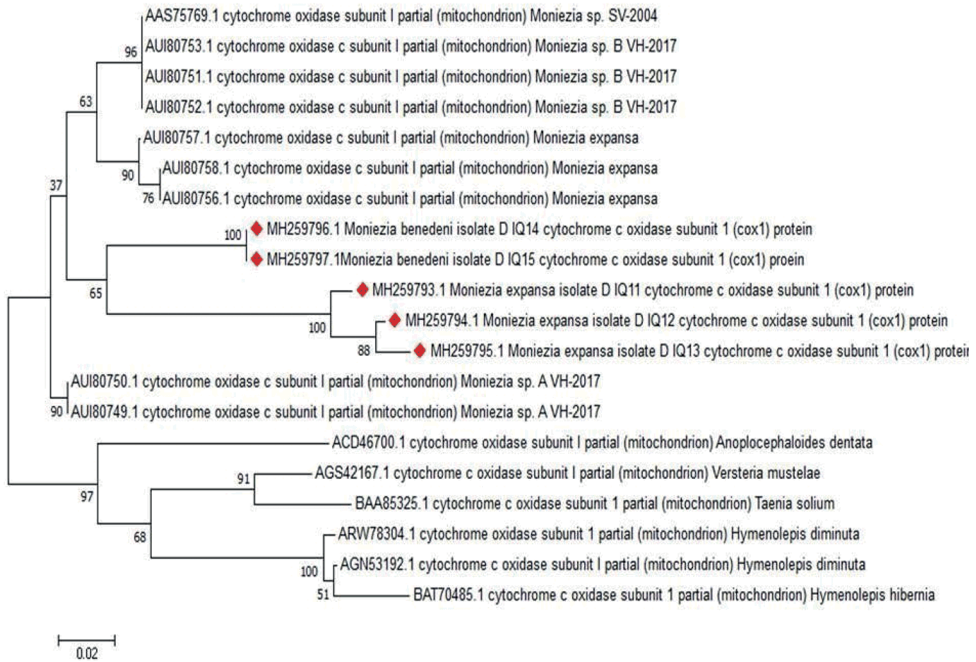 AAS75769.1 cytochrome oxidase subunit I partial (mitochondrion) Moniezia sp. SV-2004
96
AUI80753.1 cytochrome oxidase c subunit I partial (mitochondrion) Moniezia sp. B VH-2017
AUI80751.1 cytochrome oxidase c subunit I partial (mitochondrion) Moniezia sp. B VH-2017
63
AUI80752.1 cytochrome oxidase c subunit I partial (mitochondrion) Moniezia sp. B VH-2017
AUI80757.1 cytochrome oxidase c subunit I partial (mitochondrion) Moniezia expansa
90
AUI80758.1 cytochrome oxidase c subunit I partial (mitochondrion) Moniezia expansa
37
76
AUI80756.1 cytochrome oxidase c subunit I partial (mitochondrion) Moniezia expansa
MH259796.1 Moniezia benedeni isolate D IQ14 cytochrome c oxidase subunit 1 (cox1) protein
100
MH259797.1Moniezia benedeni isolate D IQ15 cytochrome c oxidase subunit 1 (cox1) proein
65
MH259793.1 Moniezia expansa isolate D IQ11 cytochrome c oxidase subunit 1 (cox1) protein
100
MH259794.1 Moniezia expansa isolate D IQ12 cytochrome c oxidase subunit 1 (cox1) protein
88
MH259795.1 Moniezia expansa isolate D IQ13 cytochrome c oxidase subunit 1 (cox1) protein
AUI80750.1 cytochrome oxidase c subunit I partial (mitochondrion) Moniezia sp. A VH-2017
90
AUI80749.1 cytochrome oxidase c subunit I partial (mitochondrion) Moniezia sp. A VH-2017
ACD46700.1 cytochrome oxidase subunit I partial (mitochondrion) Anoplocephaloides dentata
97
AGS42167.1 cytochrome c oxidase subunit I partial (mitochondrion) Versteria mustelae
91
BAA85325.1 cytochrome c oxidase subunit 1 partial (mitochondrion) Taenia solium
68
ARW78304.1 cytochrome oxidase subunit 1 partial (mitochondrion) Hymenolepis diminuta
100
AGN53192.1 cytochrome c oxidase subunit I partial (mitochondrion) Hymenolepis diminuta
51
BAT70485.1 cytochrome c oxidase subunit 1 partial (mitochondrion) Hymenolepis hibernia
0.02